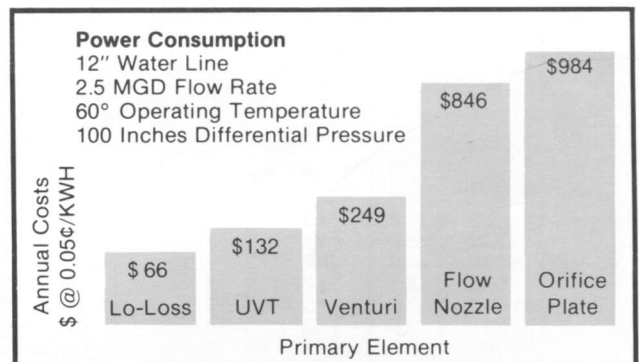 Power Consumption
12" Water Line
2.5 MGD Flow Rate
60° Operating Temperature
100 Inches Differential Pressure
Annual Costs
$ @ 0.05¢/KWH
$66
Lo-Loss
$132
UVT
$249
Venturi
$846
Flow
Nozzle
$984
Orifice
Plate
Primary Element